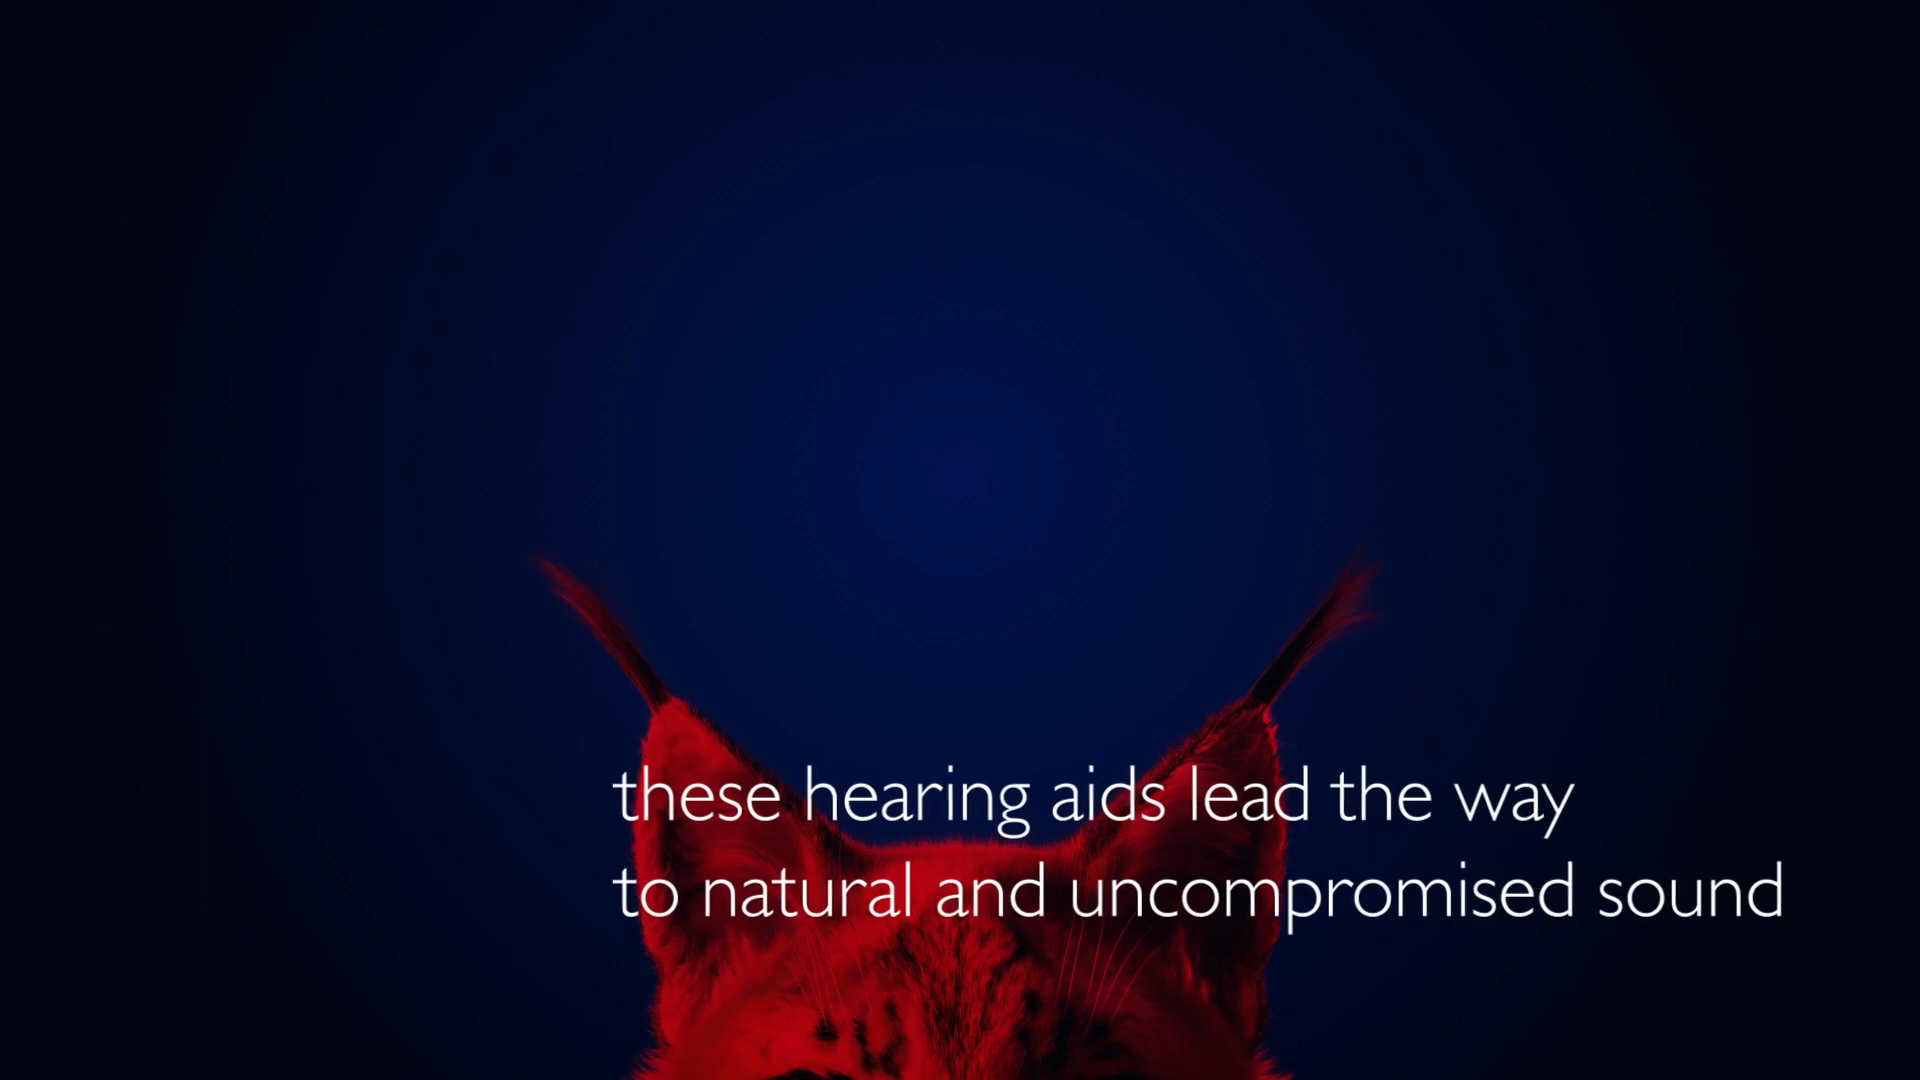 these hearing aids lead the way
to natural and uncompromised sound